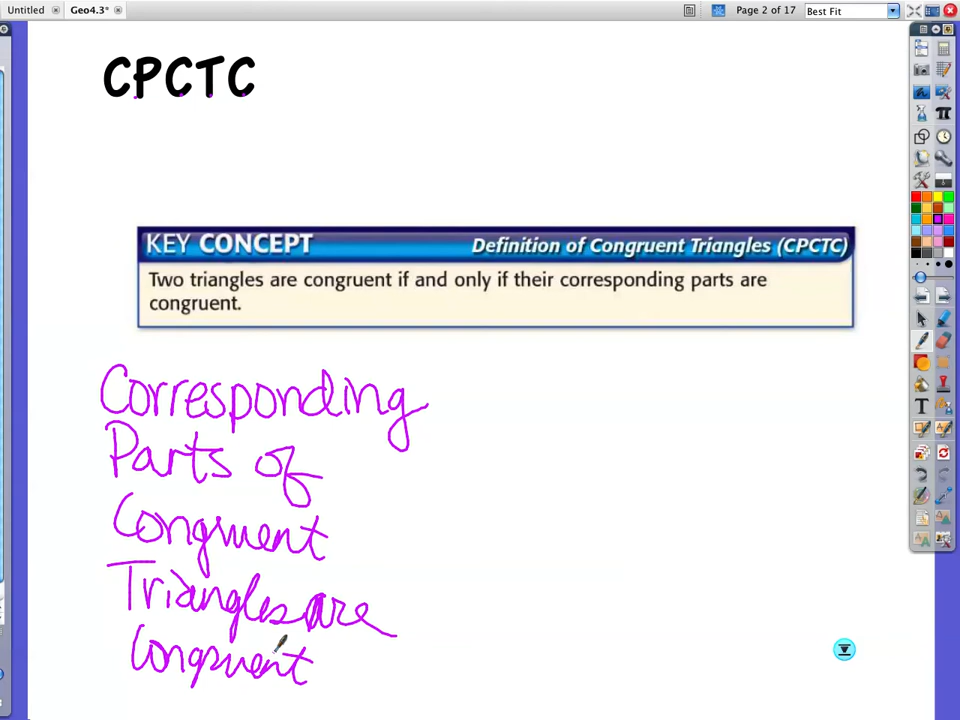 Untitled Geo4.3* Page 2 of 17 Best Fit
CPCTC
KEY CONCEPT Definition of Congruent Triangles (CPCTC)
Two triangles are congruent if and only if their corresponding parts are
congruent.
Corresponding
Parts of
Congruent
Triangles are
Congruent